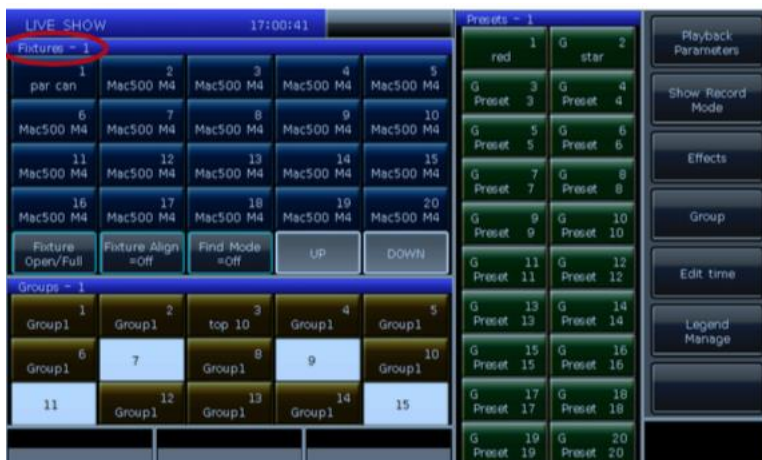 LIVE SHOW 17:00:41
Fixtures - 1
1 2 3 4 5
par can Mac500 M4 Mac500 M4 Mac500 M4 Mac500 M4
6 7 8 9 10
Mac500 M4 Mac500 M4 Mac500 M4 Mac500 M4 Mac500 M4
11 12 13 14 15
Mac500 M4 Mac500 M4 Mac500 M4 Mac500 M4 Mac500 M4
16 17 18 19 20
Mac500 M4 Mac500 M4 Mac500 M4 Mac500 M4 Mac500 M4
Fixture Fixture Align Find Mode UP DOWN
Open/Full =Off =Off
Groups - 1
1 2 3 4 5
Group1 Group1 top 10 Group1 Group1
6 7 8 9 10
Group1 Group1 Group1
11 12 13 14 15
Group1 Group1 Group1
Presets - 1
1 G 2
red star
G 3 G 4
Preset 3 Preset 4
G 5 G 6
Preset 5 Preset 6
G 7 G 8
Preset 7 Preset 8
G 9 G 10
Preset 9 Preset 10
G 11 G 12
Preset 11 Preset 12
G 13 G 14
Preset 13 Preset 14
G 15 G 16
Preset 15 Preset 16
G 17 G 18
Preset 17 Preset 18
G 19 G 20
Preset 19 Preset 20
Playback
Parameters
Show Record
Mode
Effects
Group
Edit time
Legend
Manage